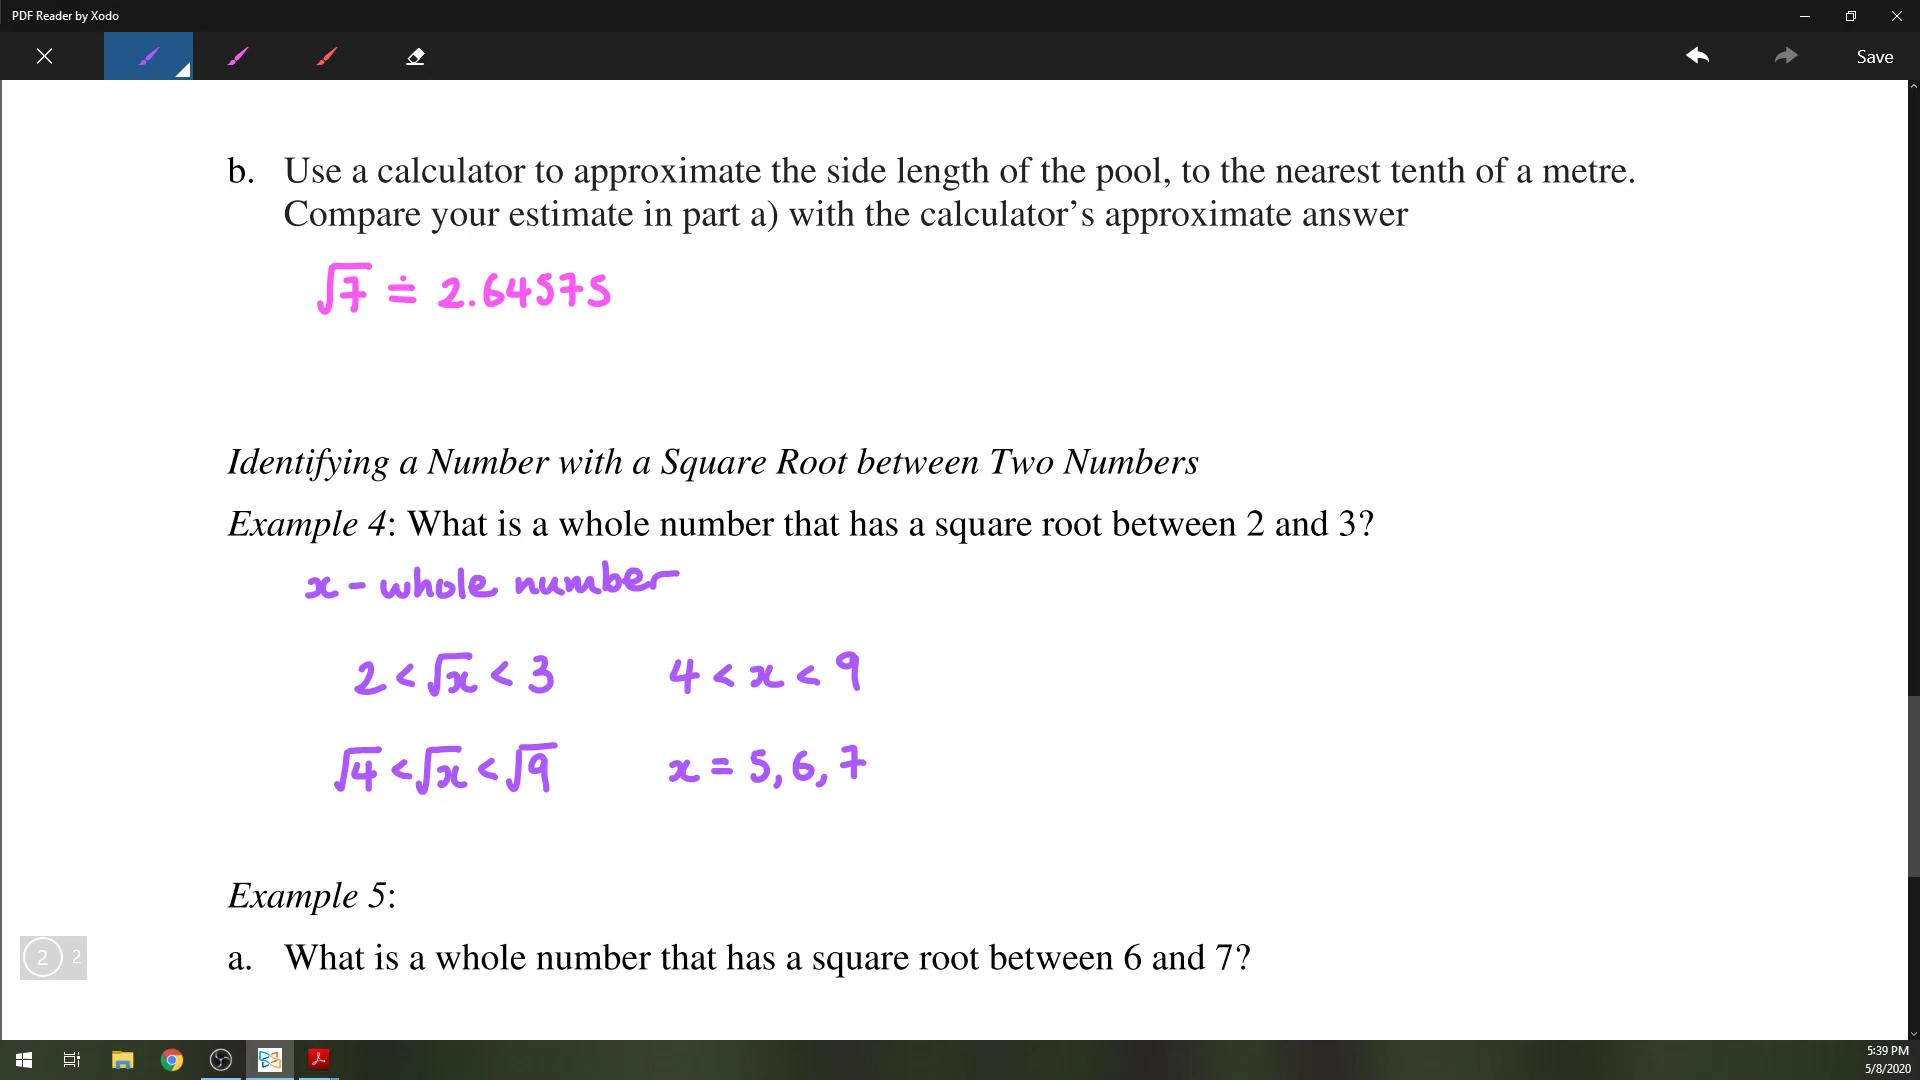 PDF Reader by Xodo
Save
b. Use a calculator to approximate the side length of the pool, to the nearest tenth of a metre.
Compare your estimate in part a) with the calculator’s approximate answer
√7 ≐ 2.64575
Identifying a Number with a Square Root between Two Numbers
Example 4: What is a whole number that has a square root between 2 and 3?
x - whole number
2 < √x < 3 4 < x < 9
√4 < √x < √9 x = 5, 6, 7
Example 5:
2 2
a. What is a whole number that has a square root between 6 and 7?
5:39 PM
5/8/2020